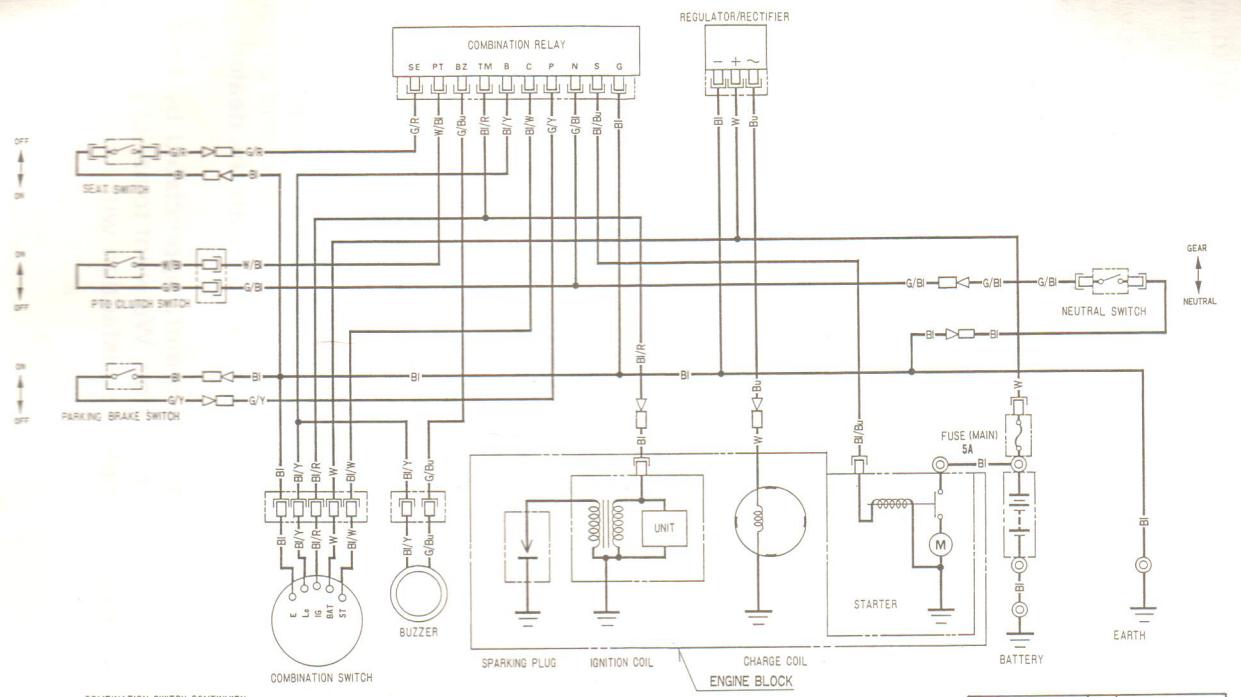 REGULATOR/RECTIFIER
COMBINATION RELAY
SE PT BZ TM B C P N S G
- + ~
G/R W/Bl G/Bu Bl/R Bl/Y Bl/W G/Y G/Bl Bl/Bu Bl
Bl W Bu
OFF
ON
G/R G/R
Bl Bl
SEAT SWITCH
ON
OFF
W/Bl W/Bl
G/Bl G/Bl
PTO CLUTCH SWITCH
GEAR
NEUTRAL
G/Bl G/Bl G/Bl
NEUTRAL SWITCH
Bl Bl
ON
OFF
Bl Bl Bl Bl
G/Y G/Y
PARKING BRAKE SWITCH
Bl/R
Bl
Bu
W
Bl/Bu
W
FUSE (MAIN)
5A
Bl
Bl Bl/Y Bl/R W Bl/W
Bl/Y G/Bu
Bl Bl/Y Bl/R W Bl/W
Bl/Y G/Bu
UNIT
M
Bl
Bl
E La IG BAT ST
COMBINATION SWITCH
BUZZER
STARTER
EARTH
BATTERY
SPARKING PLUG
IGNITION COIL
CHARGE COIL
ENGINE BLOCK